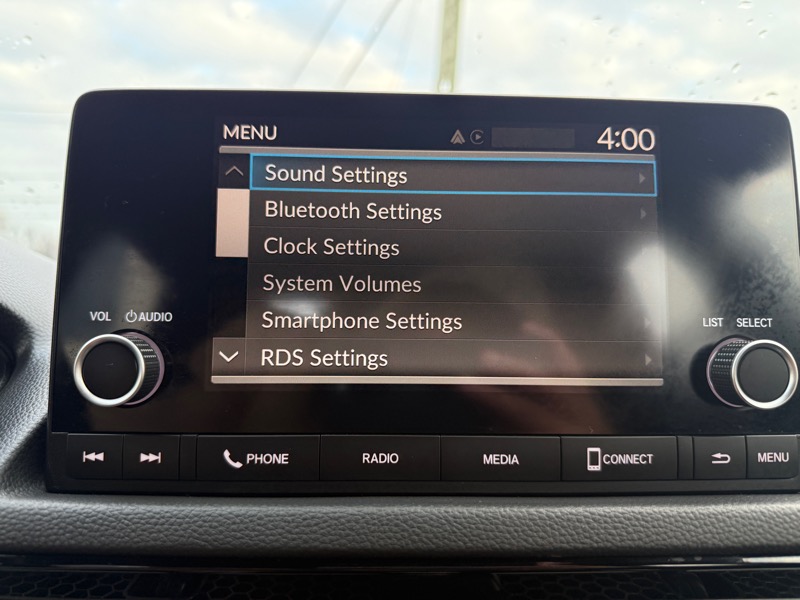 MENU 4:00
Sound Settings
Bluetooth Settings
Clock Settings
System Volumes
Smartphone Settings
RDS Settings
VOL AUDIO
LIST SELECT
PHONE RADIO MEDIA CONNECT MENU